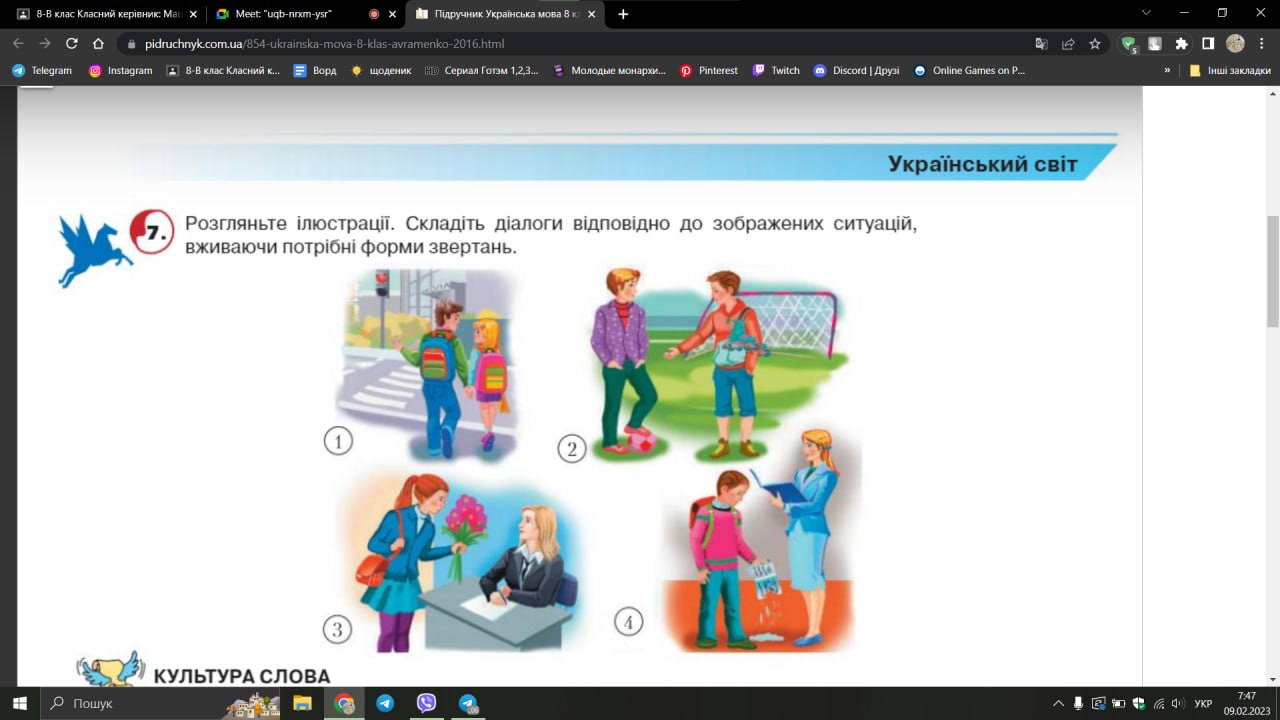 8-В клас Класний керівник: Мац
Meet: "uqb-nrxm-ysr"
Підручник Українська мова 8 кл
pidruchnyk.com.ua/854-ukrainska-mova-8-klas-avramenko-2016.html
Telegram
Instagram
8-В клас Класний к...
Ворд
щоденик
HD Сериал Готэм 1,2,3...
Молодые монархи...
Pinterest
Twitch
Discord | Друзі
Online Games on P...
» Інші закладки
Український світ
7. Розгляньте ілюстрації. Складіть діалоги відповідно до зображених ситуацій,
вживаючи потрібні форми звертань.
1
2
3
4
КУЛЬТУРА СЛОВА
Пошук
УКР
7:47
09.02.2023